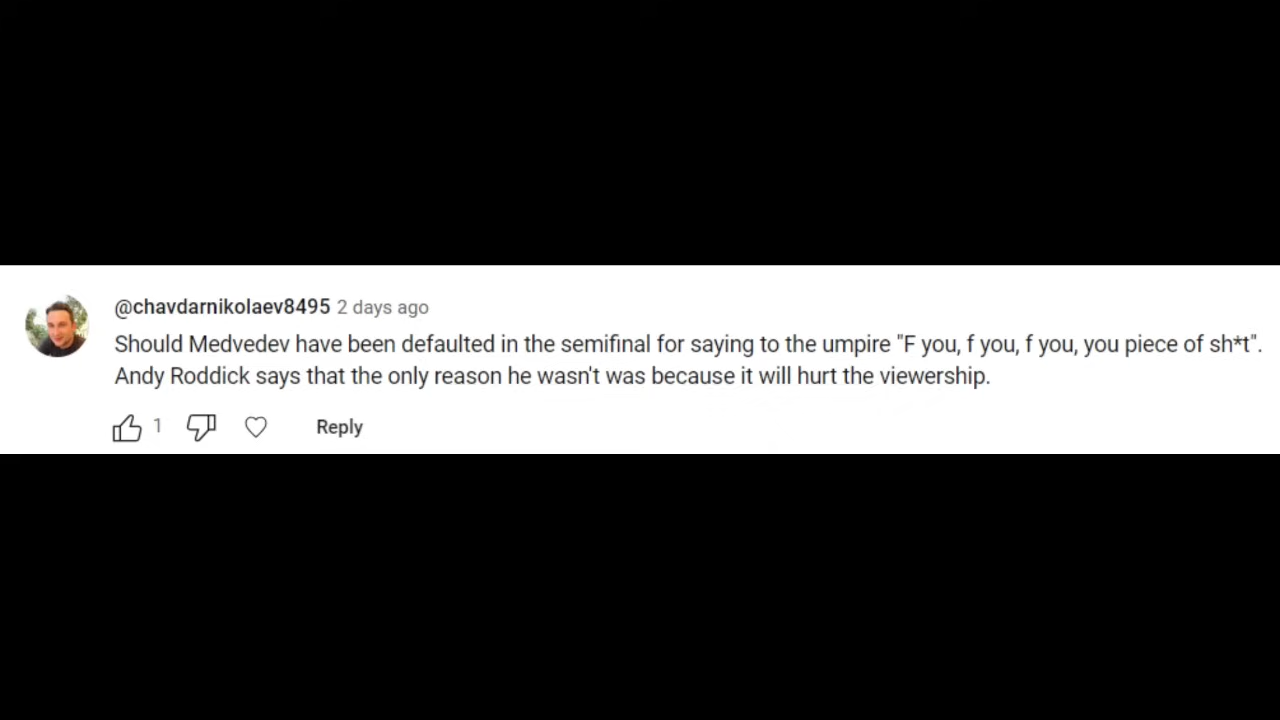 @chavdarnikolaev8495 2 days ago
Should Medvedev have been defaulted in the semifinal for saying to the umpire "F you, f you, f you, you piece of sh*t".
Andy Roddick says that the only reason he wasn't was because it will hurt the viewership.
1 Reply